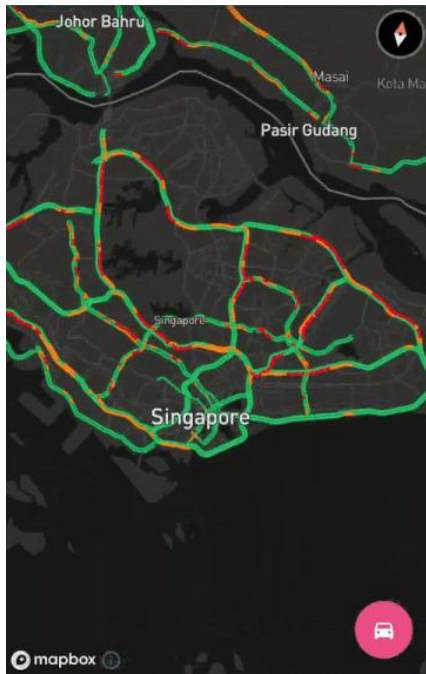 Johor Bahru
Masai
Kota Ma
Pasir Gudang
Singapore
Singapore
mapbox